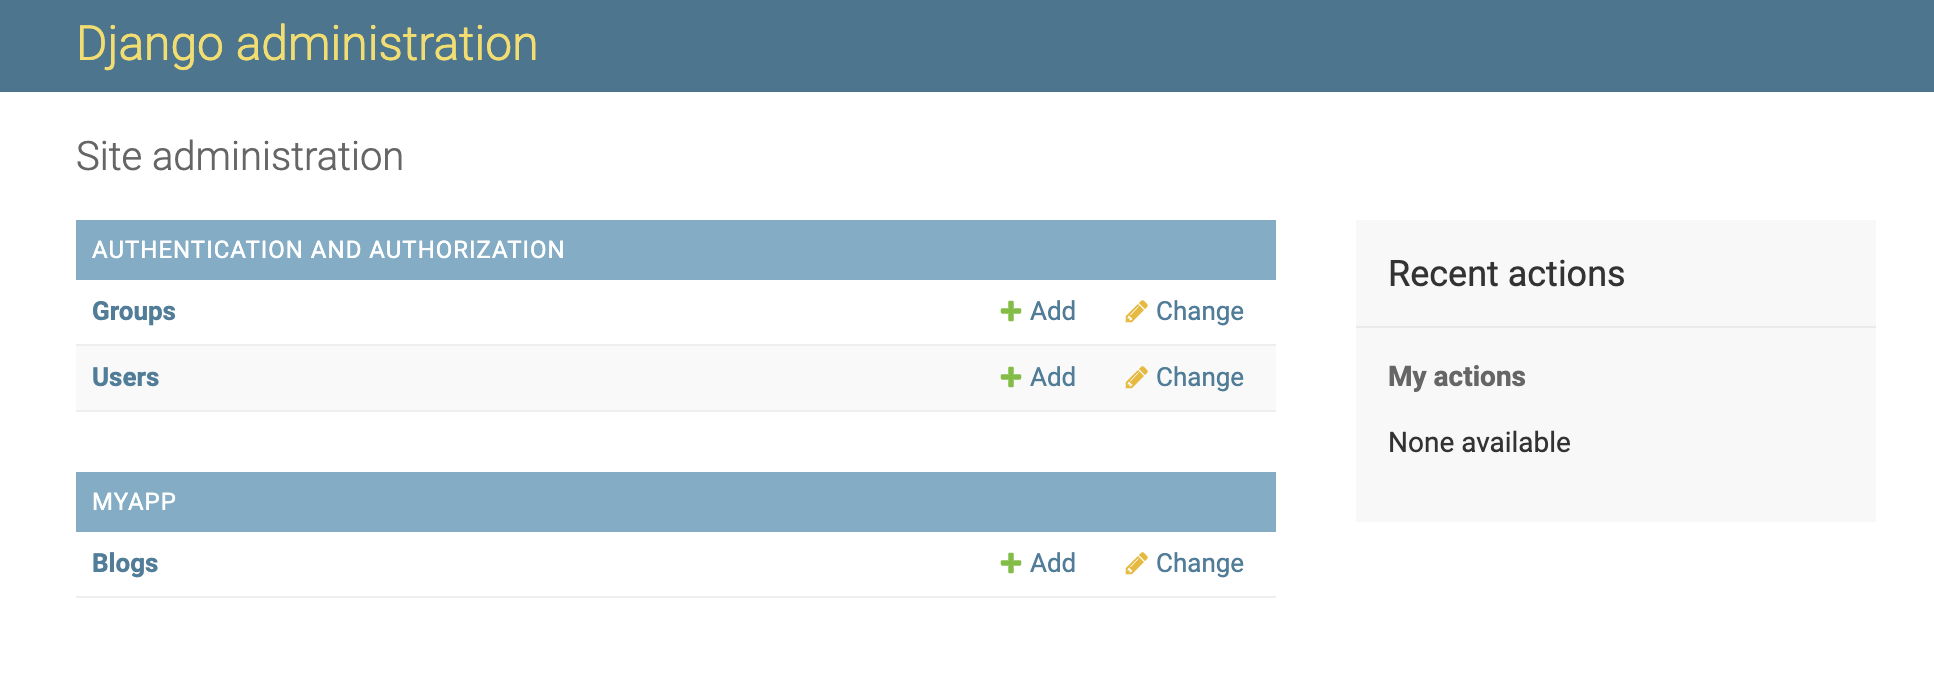 Django administration
Site administration
AUTHENTICATION AND AUTHORIZATION
Groups Add Change
Users Add Change
MYAPP
Blogs Add Change
Recent actions
My actions
None available